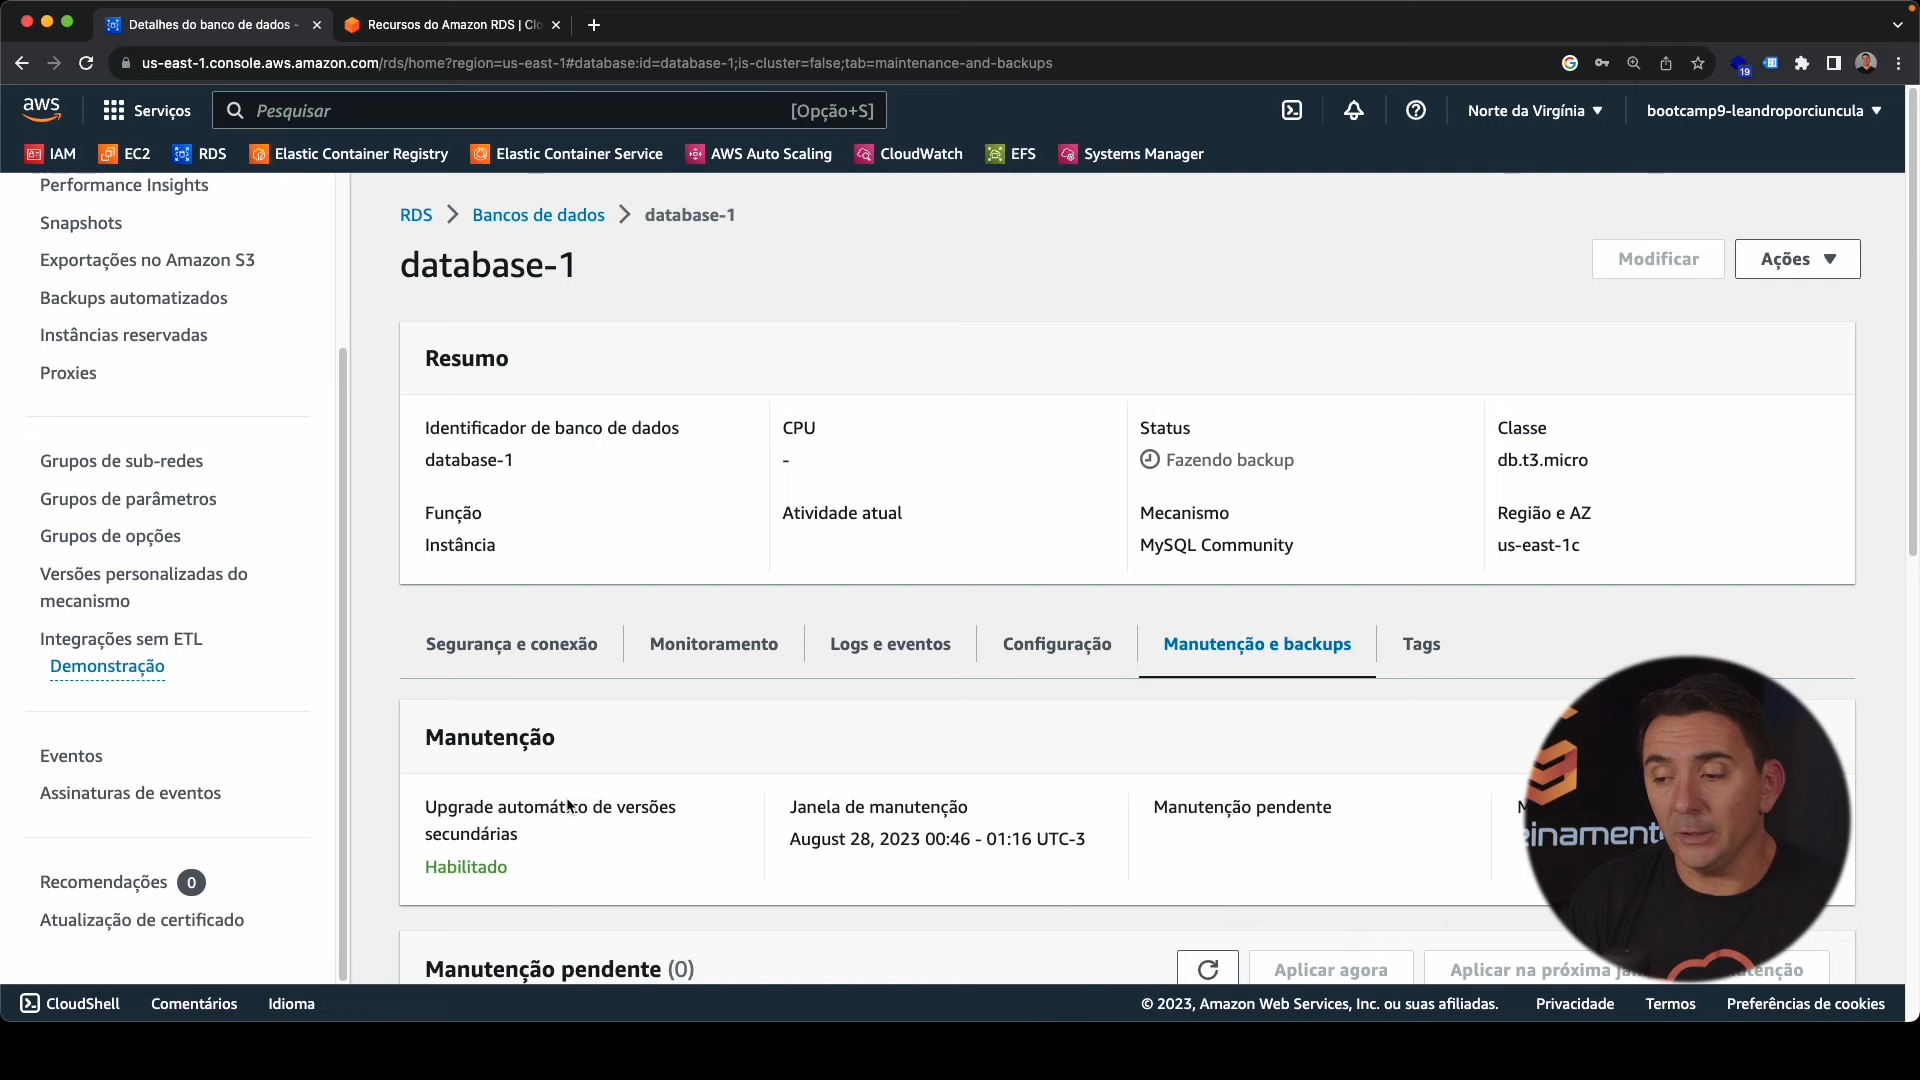 Detalhes do banco de dados -
Recursos do Amazon RDS | Clo
us-east-1.console.aws.amazon.com/rds/home?region=us-east-1#database:id=database-1;is-cluster=false;tab=maintenance-and-backups
19
aws
Serviços
Pesquisar
[Opção+S]
Norte da Virgínia
bootcamp9-leandroporciuncula
IAM
EC2
RDS
Elastic Container Registry
Elastic Container Service
AWS Auto Scaling
CloudWatch
EFS
Systems Manager
Performance Insights
Snapshots
Exportações no Amazon S3
Backups automatizados
Instâncias reservadas
Proxies
Grupos de sub-redes
Grupos de parâmetros
Grupos de opções
Versões personalizadas do
mecanismo
Integrações sem ETL
Demonstração
Eventos
Assinaturas de eventos
Recomendações 0
Atualização de certificado
RDS > Bancos de dados > database-1
database-1
Modificar
Ações
Resumo
Identificador de banco de dados
database-1
CPU
-
Status
Fazendo backup
Classe
db.t3.micro
Função
Instância
Atividade atual
Mecanismo
MySQL Community
Região e AZ
us-east-1c
Segurança e conexão
Monitoramento
Logs e eventos
Configuração
Manutenção e backups
Tags
Manutenção
Upgrade automático de versões
secundárias
Habilitado
Janela de manutenção
August 28, 2023 00:46 - 01:16 UTC-3
Manutenção pendente
Manutenção pendente (0)
Aplicar agora
Aplicar na próxima
CloudShell
Comentários
Idioma
© 2023, Amazon Web Services, Inc. ou suas afiliadas.
Privacidade
Termos
Preferências de cookies